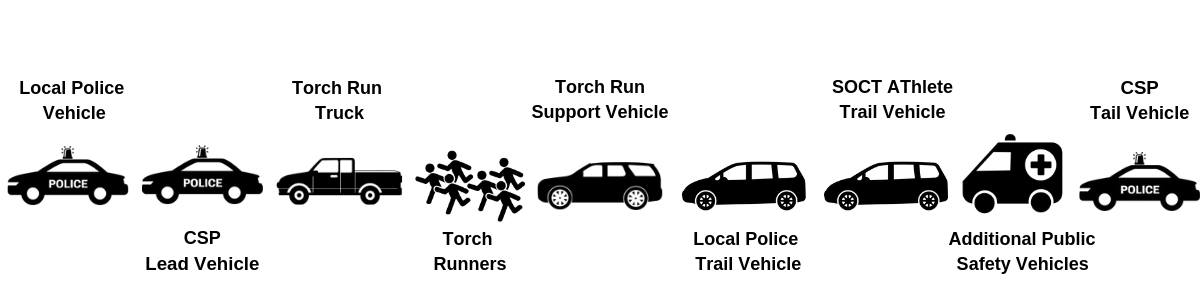 Local Police
Vehicle
Torch Run
Truck
Torch Run
Support Vehicle
SOCT AThlete
Trail Vehicle
CSP
Tail Vehicle
POLICE
POLICE
POLICE
CSP
Lead Vehicle
Torch
Runners
Local Police
Trail Vehicle
Additional Public
Safety Vehicles